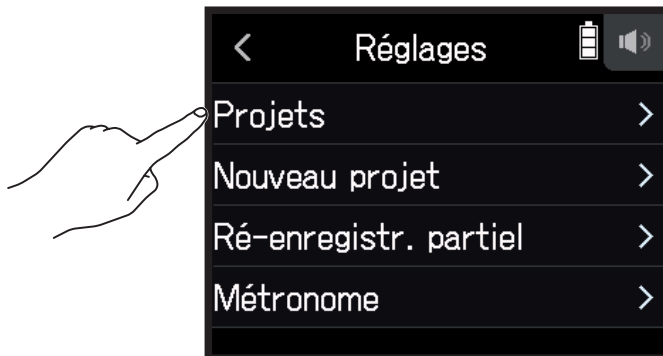 Réglages
Projets
Nouveau projet
Ré-enregistr. partiel
Métronome